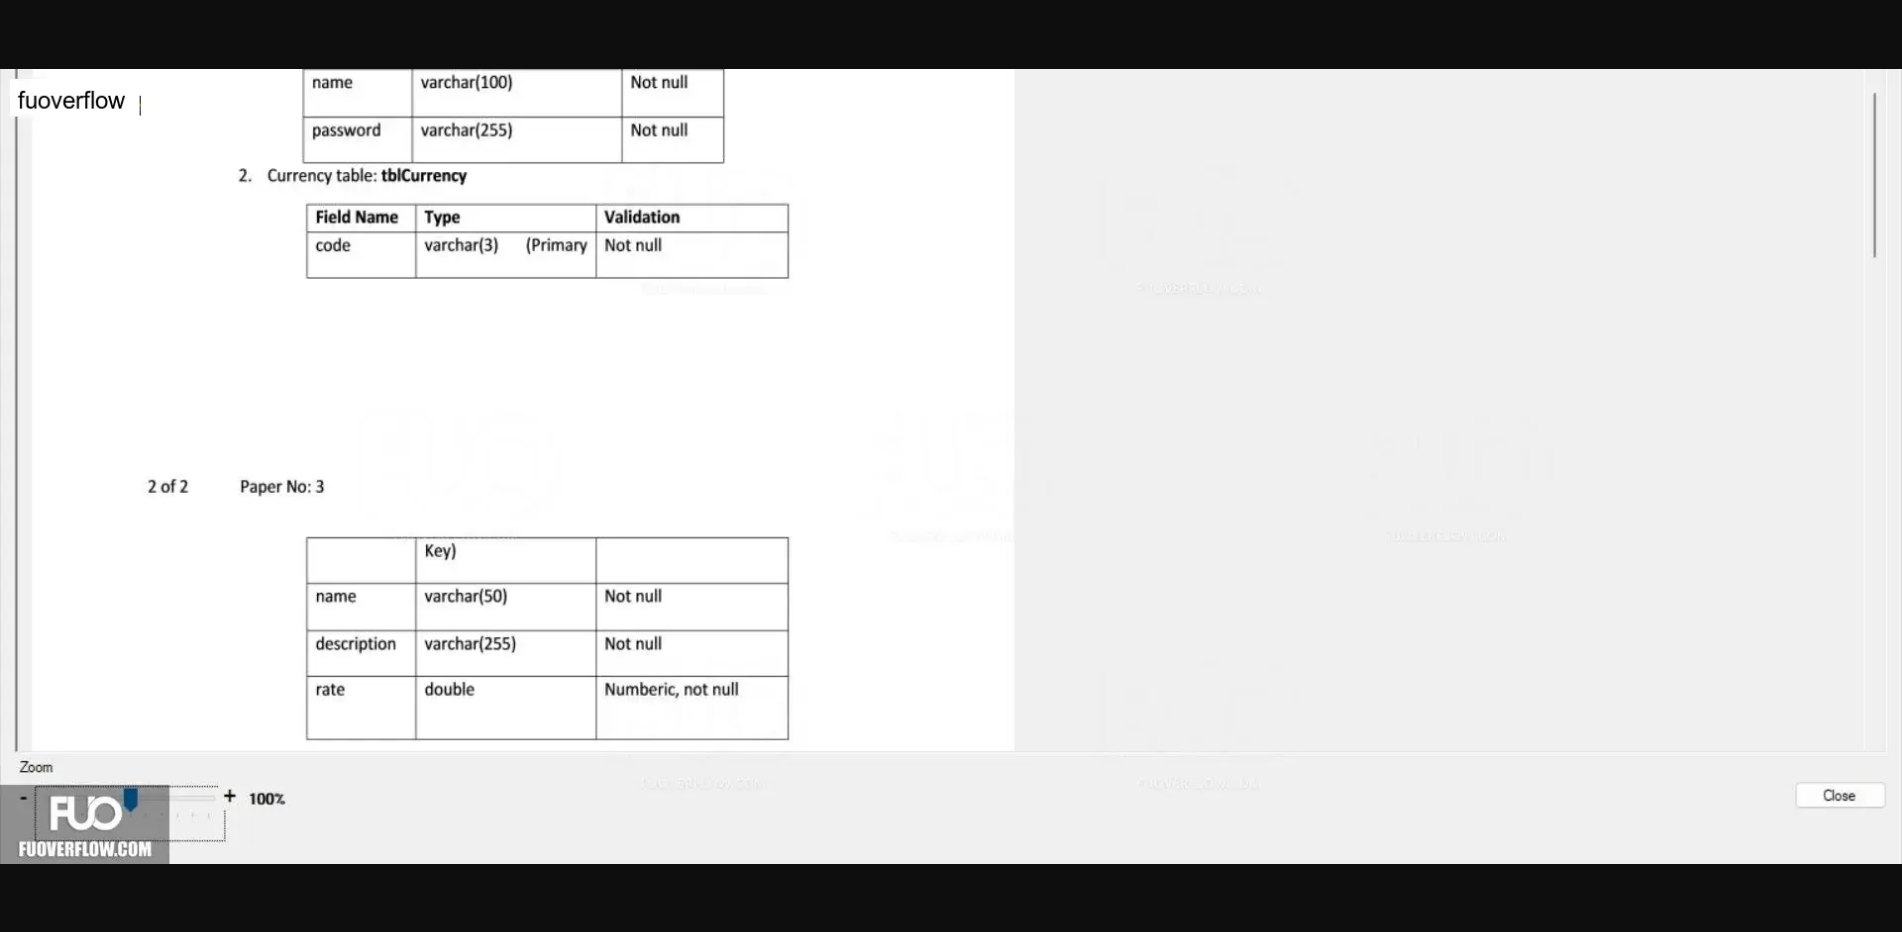 fuoverflow
name varchar(100) Not null
password varchar(255) Not null
2. Currency table: tblCurrency
Field Name Type Validation
code varchar(3) (Primary Not null
2 of 2 Paper No: 3
Key)
name varchar(50) Not null
description varchar(255) Not null
rate double Numberic, not null
Zoom
- + 100%
Close
FUO
FUOVERFLOW.COM